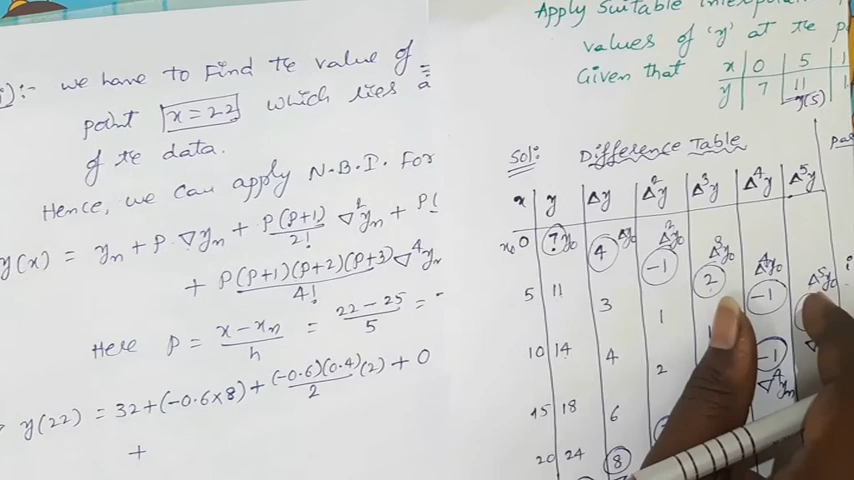 i):- we have to Find the value of
point x = 22 which lies a
of the data.
Hence, we can apply N.B.I. For
y(x) = yₙ + P.∇yₙ + P(P+1)/2! ∇²yₙ + P(
+ P(P+1)(P+2)(P+3)/4! ∇⁴yₙ
Here P = x-xₙ/h = 22-25/5 = -
y(22) = 32+(-0.6×8)+(-0.6)(0.4)/2 (2) + 0
+
Apply Suitable
values of 'y' at the p
Given that x 0 5 1
y 7 11 1
y(5)
Sol: Difference Table
x y Δy Δ²y Δ³y Δ⁴y Δ⁵y
x₀ 0 7 y₀ 4 Δy₀ -1 Δ²y₀ 2 Δ³y₀ -1 Δ⁴y₀ Δ⁵y₀
5 11 3 1
10 14 4 2 -1 ∇⁴yₙ
15 18 6
20 24 8